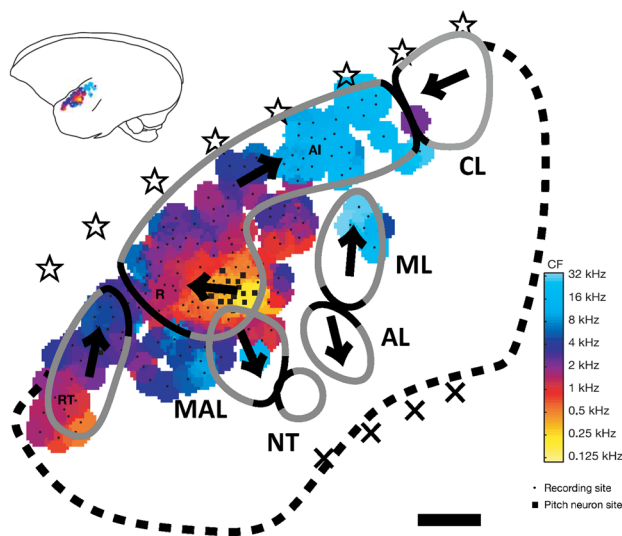 AI
CL
ML
R
AL
RT
MAL
NT
CF
32 kHz
16 kHz
8 kHz
4 kHz
2 kHz
1 kHz
0.5 kHz
0.25 kHz
0.125 kHz
Recording site
Pitch neuron site